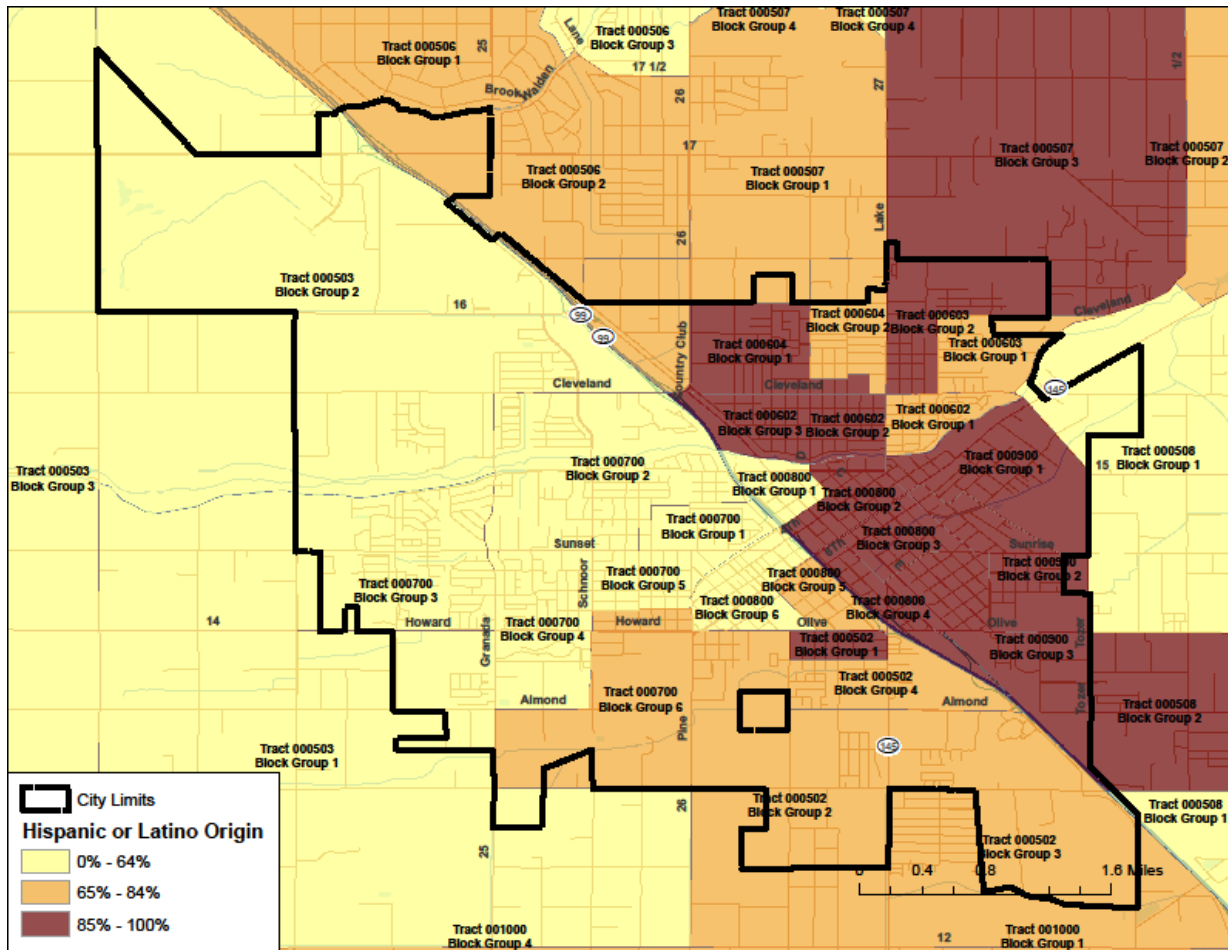 Tract 000507
Block Group 4
Tract 000507
Block Group 4
Lane
Tract 000506
Block Group 3
Tract 000506
Block Group 1
25
17 1/2
1/2
Brook
Walden
26
27
17
Tract 000507
Block Group 3
Tract 000507
Block Group 2
Tract 000506
Block Group 2
Tract 000507
Block Group 1
Lake
26
Tract 000503
Block Group 2
16
99
99
Cleveland
Tract 000604
Block Group 2
Tract 000603
Block Group 2
Country Club
Tract 000604
Block Group 1
Tract 000603
Block Group 1
Cleveland
Cleveland
145
Tract 000602
Block Group 3
Tract 000602
Block Group 2
Tract 000602
Block Group 1
D
Tract 000503
Block Group 3
Tract 000700
Block Group 2
Tract 000900
Block Group 1
15
Tract 000508
Block Group 1
Tract 000800
Block Group 1
Tract 000800
Block Group 2
Tract 000700
Block Group 1
4th
6Th
Tract 000800
Block Group 3
Sunset
Sunrise
Tract 000900
Block Group 2
Tract 000700
Block Group 3
Schnoor
Tract 000700
Block Group 5
Tract 000800
Block Group 5
Tract 000800
Block Group 6
Tract 000800
Block Group 4
14
Howard
Granada
Tract 000700
Block Group 4
Howard
Olive
Olive
Tozer
Tract 000502
Block Group 1
Tract 000900
Block Group 3
Tract 000700
Block Group 6
Tract 000502
Block Group 4
Almond
Almond
Tozer
Pine
Tract 000508
Block Group 2
145
Tract 000503
Block Group 1
City Limits
Hispanic or Latino Origin
0% - 64%
65% - 84%
85% - 100%
26
25
Tract 000502
Block Group 2
Tract 000508
Block Group 1
Tract 000502
Block Group 3
0 0.4 0.8 1.6 Miles
Tract 001000
Block Group 4
12
Tract 001000
Block Group 1